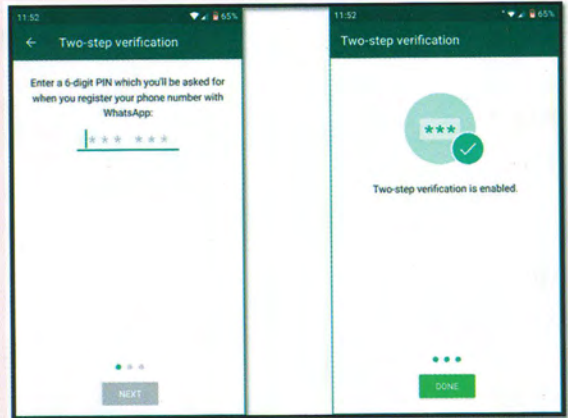 11:52
65%
← Two-step verification
Enter a 6-digit PIN which you'll be asked for
when you register your phone number with
WhatsApp:
*** ***
NEXT
11:52
65%
Two-step verification
***
Two-step verification is enabled.
DONE